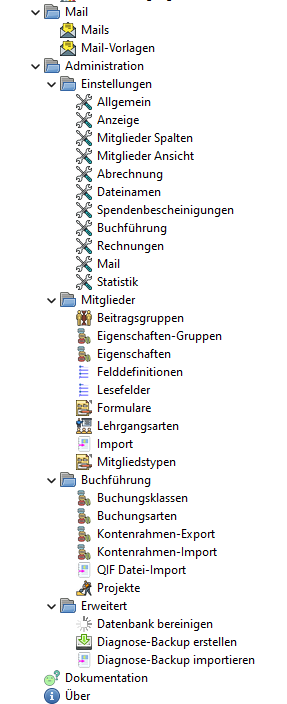 Mail
Mails
Mail-Vorlagen
Administration
Einstellungen
Allgemein
Anzeige
Mitglieder Spalten
Mitglieder Ansicht
Abrechnung
Dateinamen
Spendenbescheinigungen
Buchführung
Rechnungen
Mail
Statistik
Mitglieder
Beitragsgruppen
Eigenschaften-Gruppen
Eigenschaften
Felddefinitionen
Lesefelder
Formulare
Lehrgangsarten
Import
Mitgliedstypen
Buchführung
Buchungsklassen
Buchungsarten
Kontenrahmen-Export
Kontenrahmen-Import
QIF Datei-Import
Projekte
Erweitert
Datenbank bereinigen
Diagnose-Backup erstellen
Diagnose-Backup importieren
Dokumentation
Über